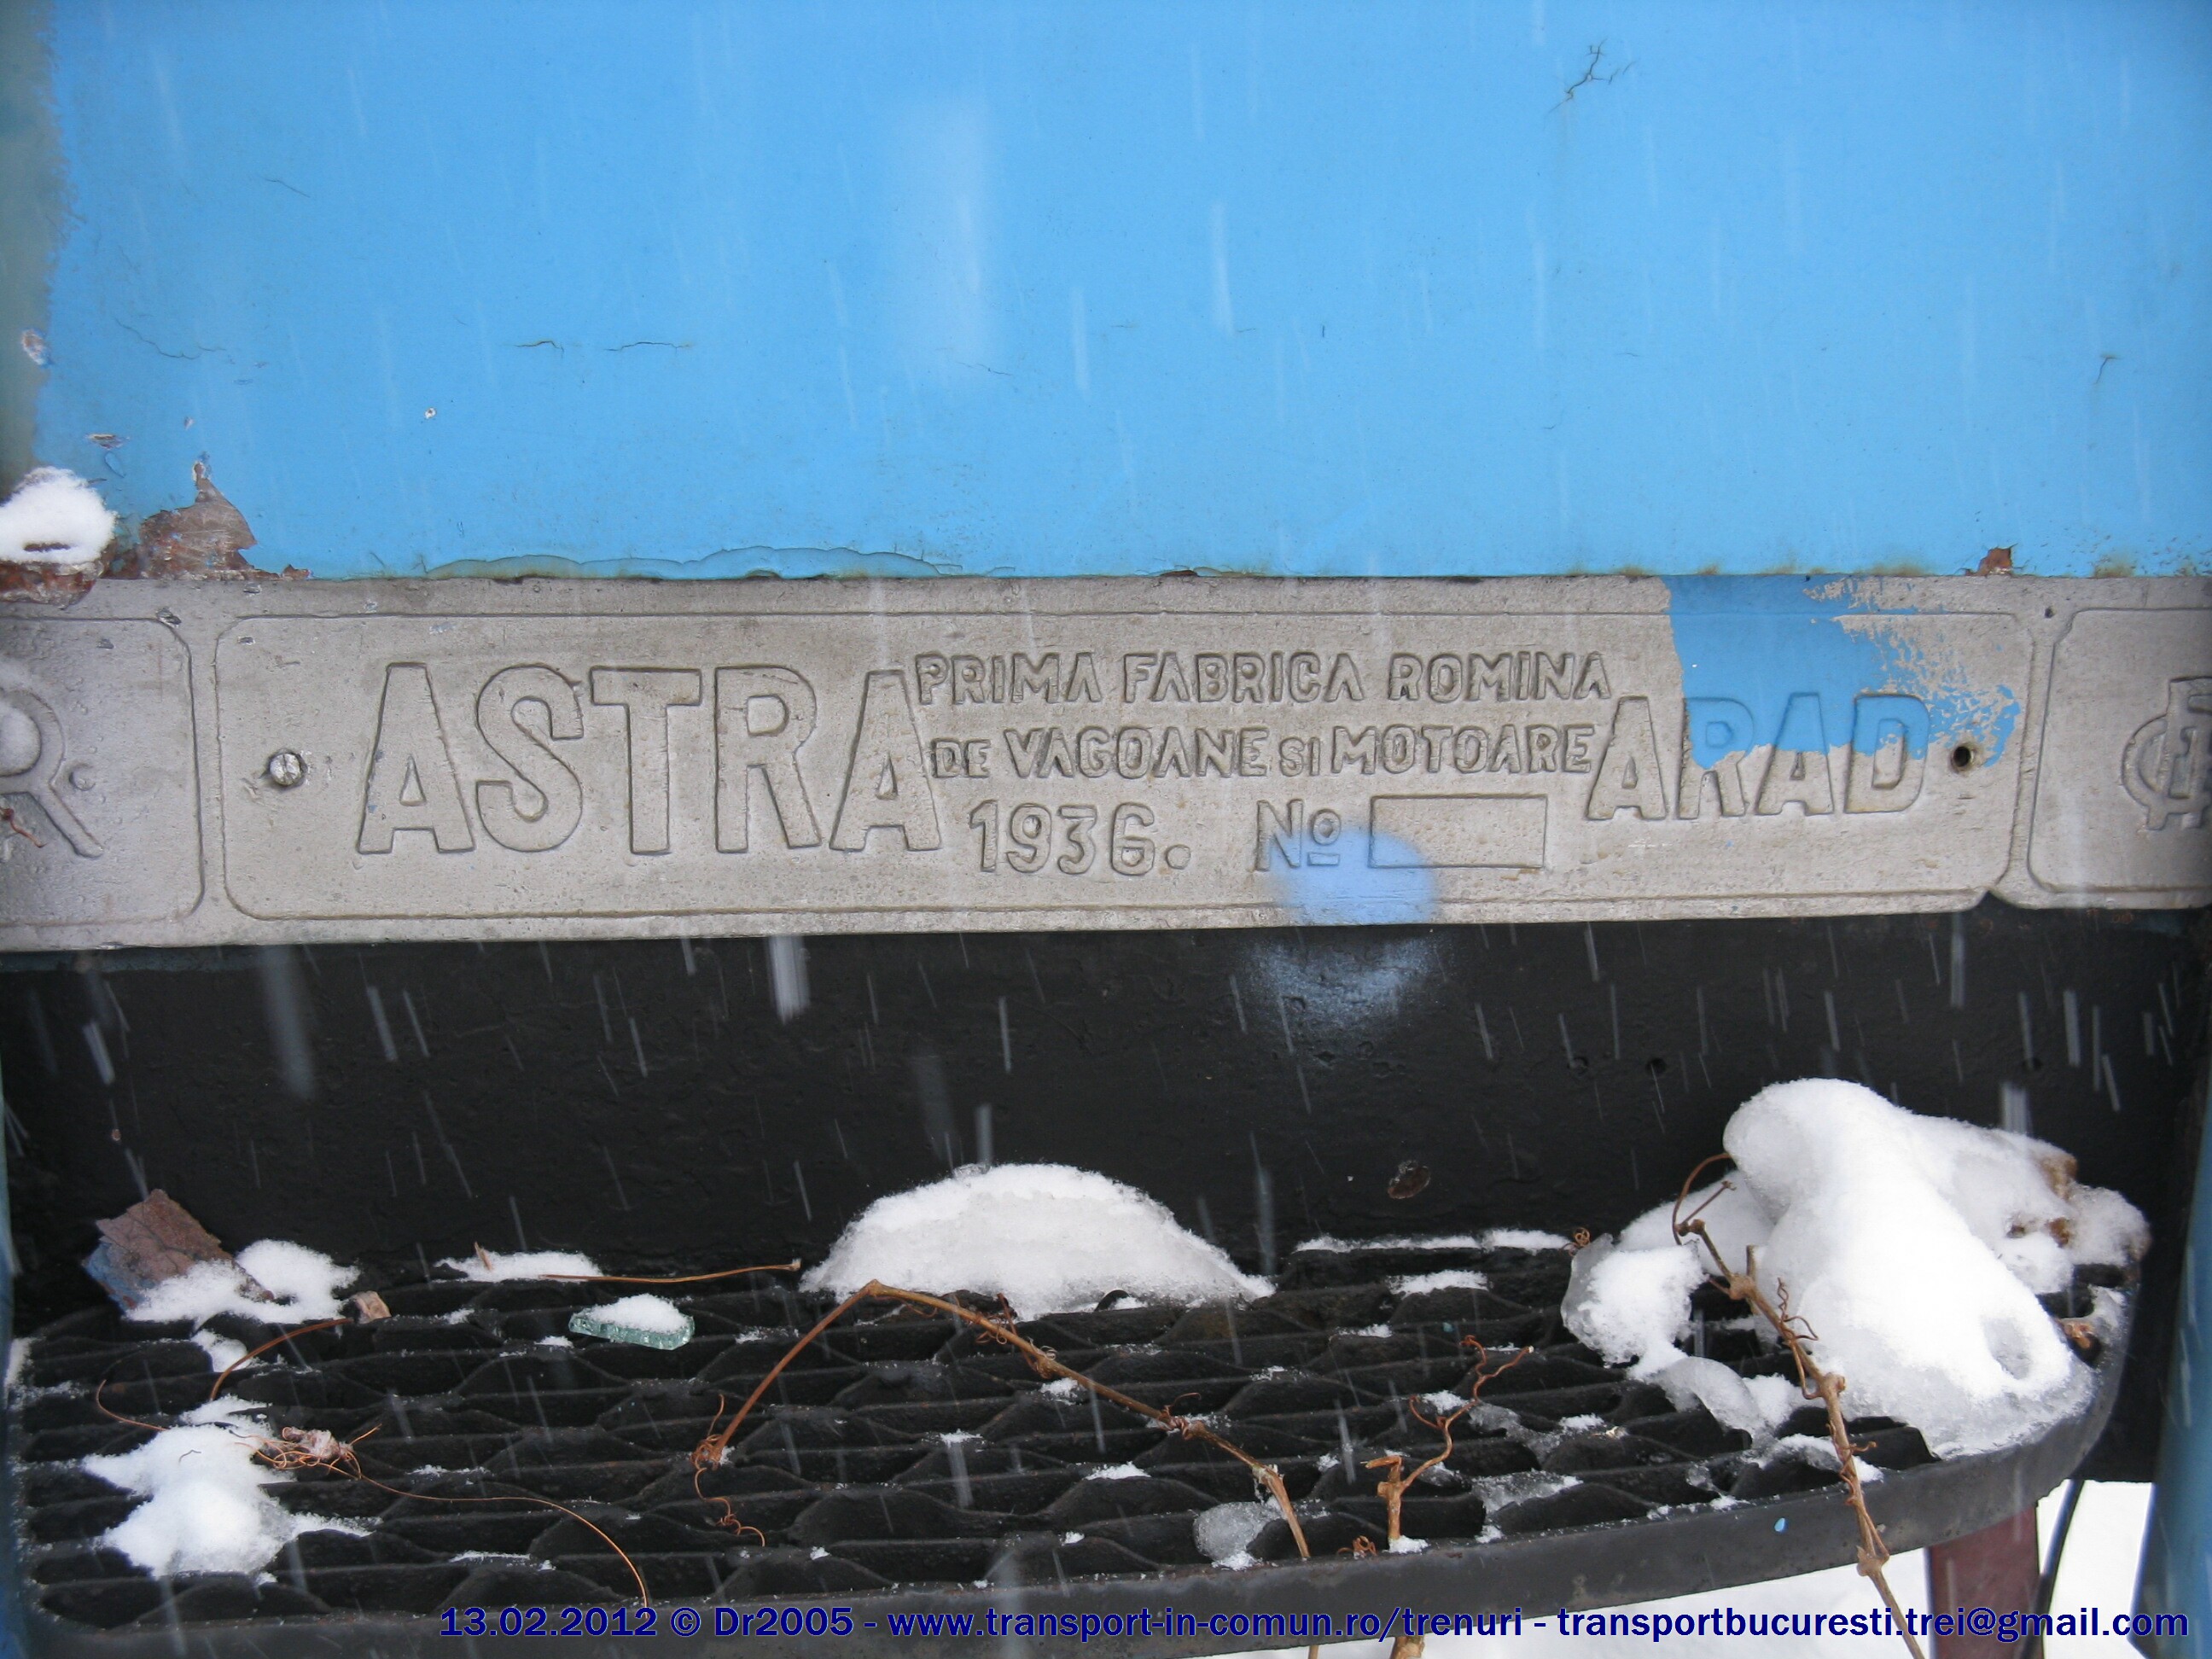 R.
ASTRA PRIMA FABRICA ROMINA ARAD
DE VAGOANE SI MOTOARE
1936. Nº
13.02.2012 © Dr2005 - www.transport-in-comun.ro/trenuri - transportbucuresti.trei@gmail.com